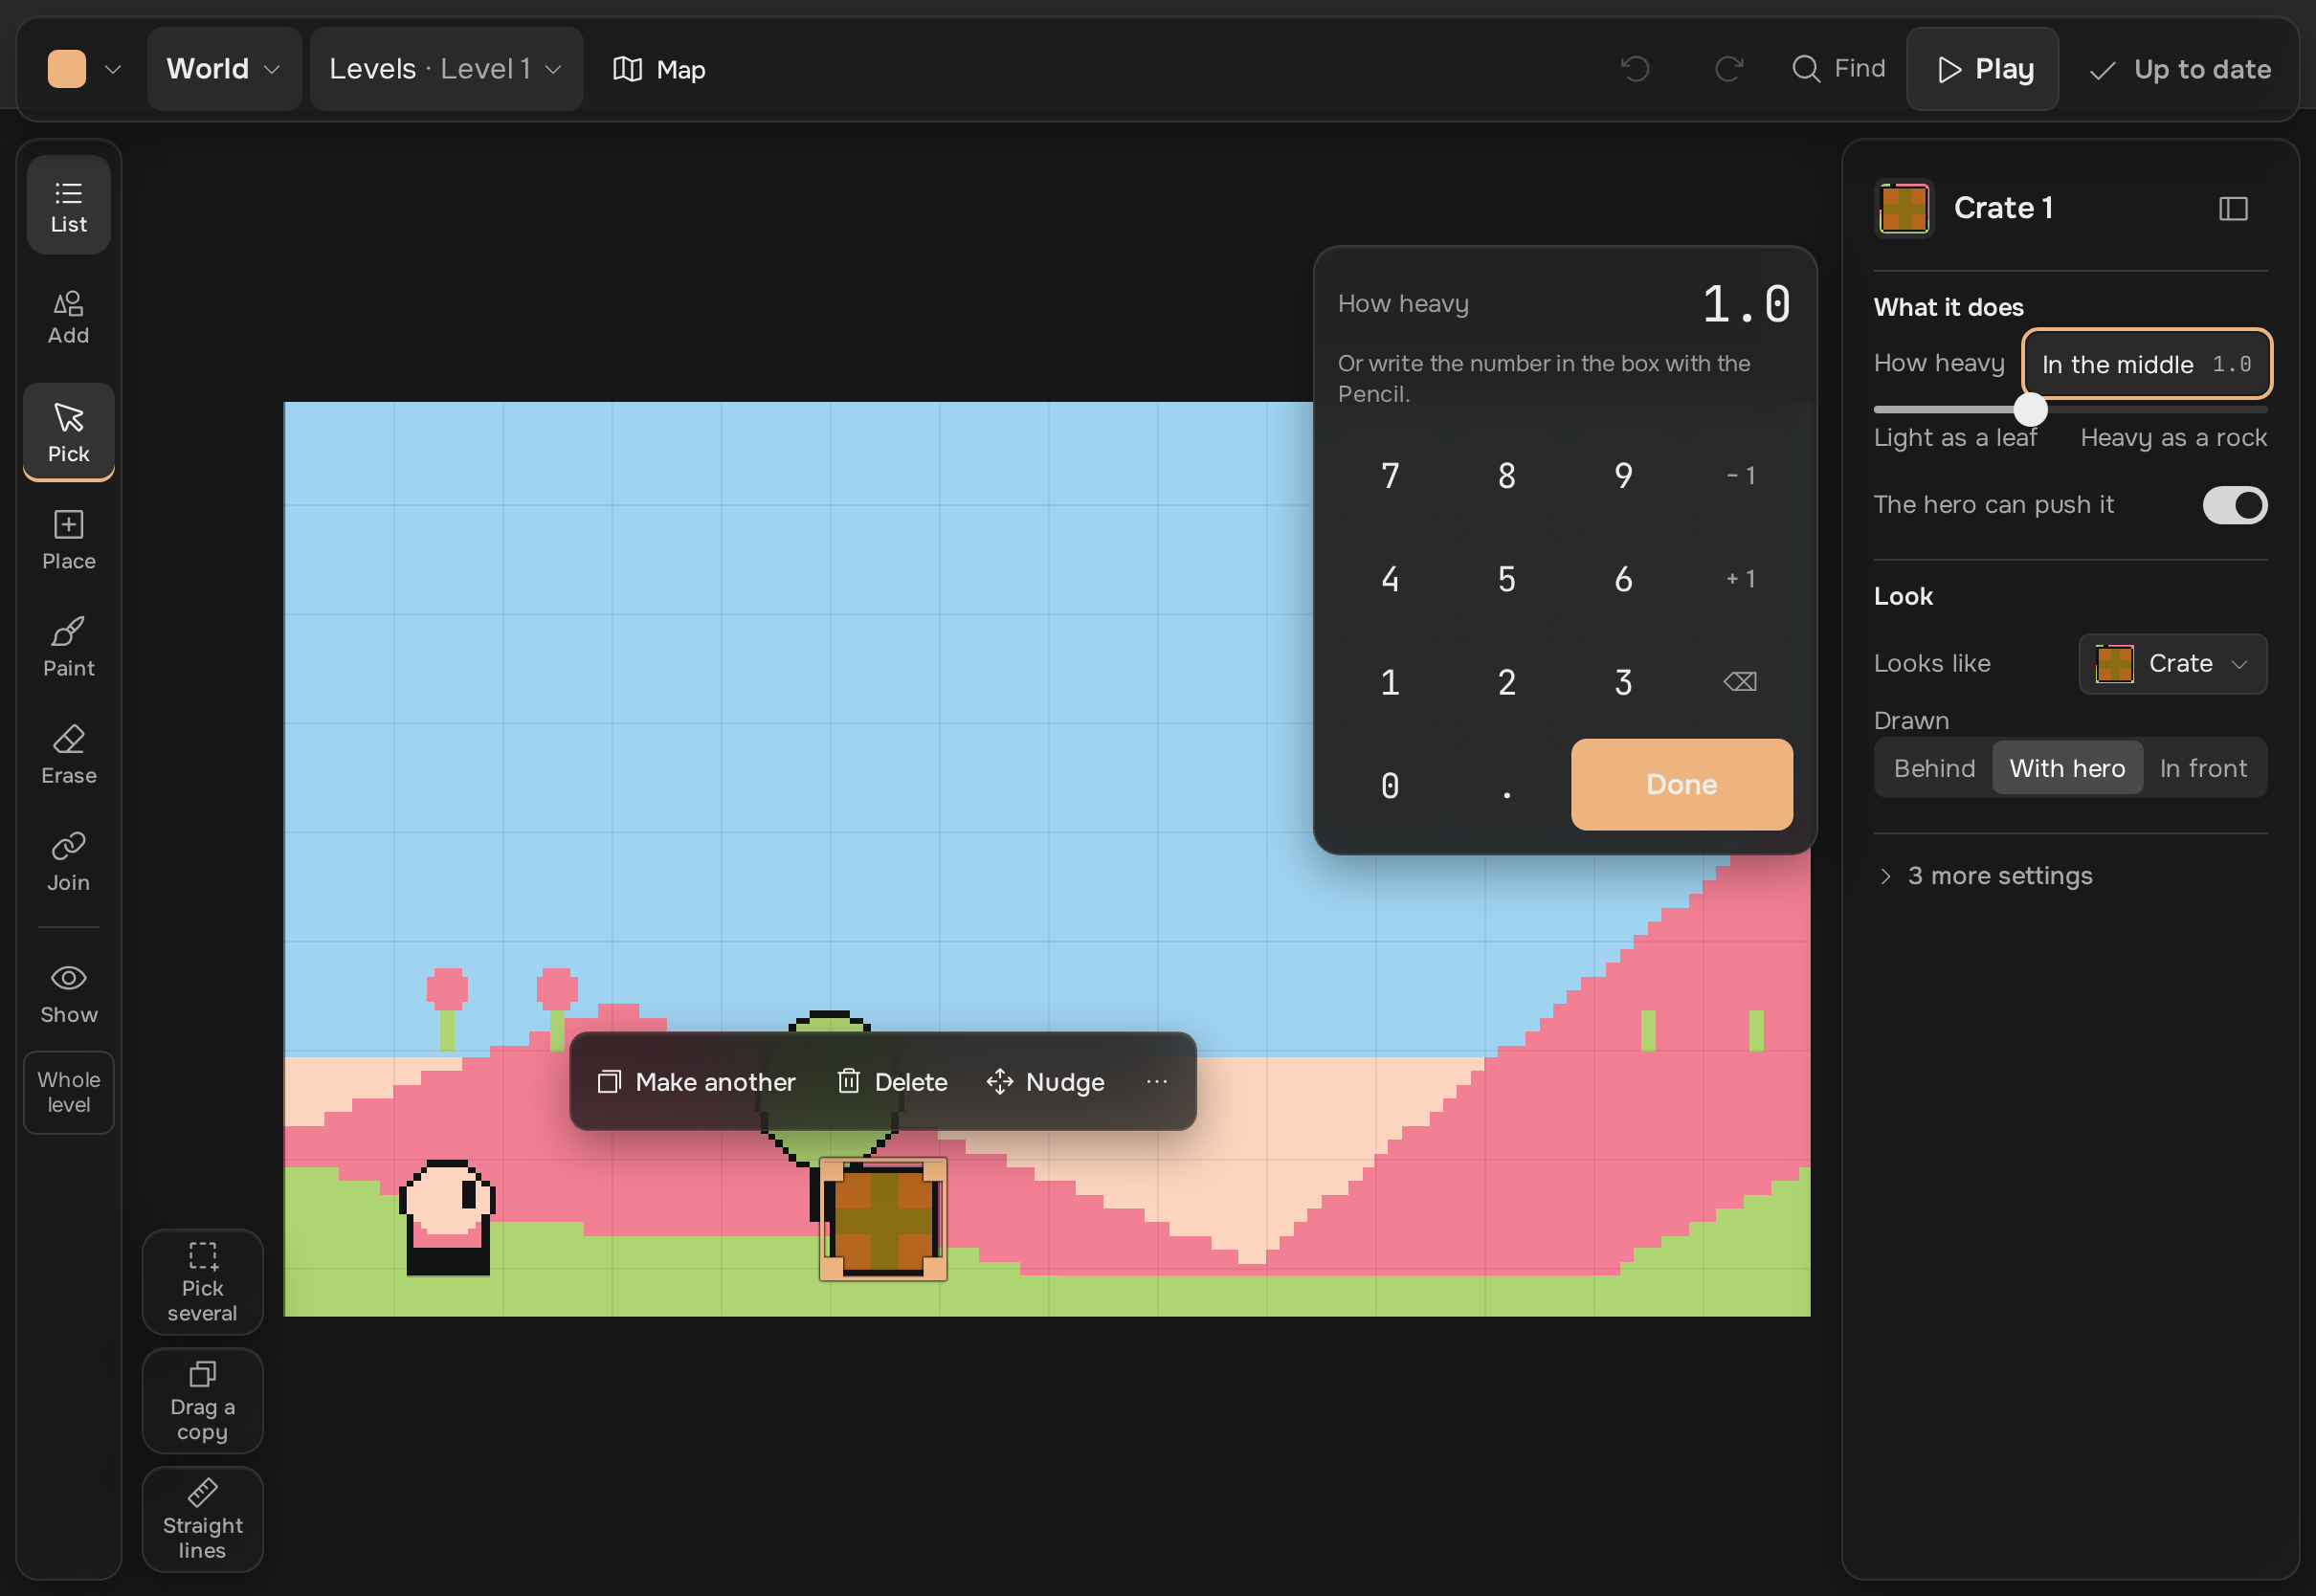 World
Levels · Level 1
Map
Find
Play
Up to date
List
Add
Pick
Place
Paint
Erase
Join
Show
Whole
level
Pick
several
Drag a
copy
Straight
lines
Make another
Delete
Nudge
···
How heavy
1.0
Or write the number in the box with the
Pencil.
7 8 9 − 1
4 5 6 + 1
1 2 3
0 . Done
Crate 1
What it does
How heavy
In the middle 1.0
Light as a leaf
Heavy as a rock
The hero can push it
Look
Looks like
Crate
Drawn
Behind
With hero
In front
3 more settings